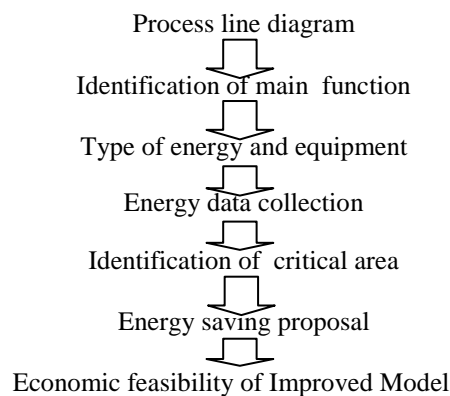 Process line diagram
Identification of main function
Type of energy and equipment
Energy data collection
Identification of critical area
Energy saving proposal
Economic feasibility of Improved Model